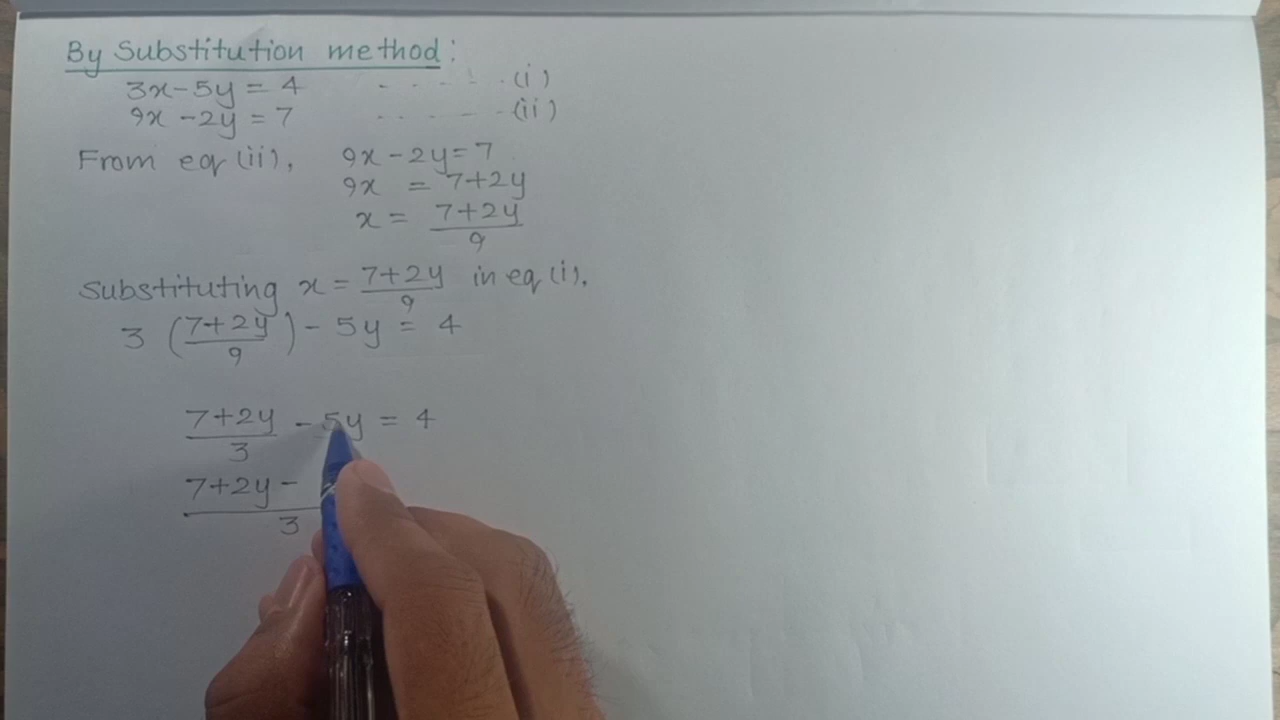 By Substitution method:
3x-5y = 4 - - - - - - (i)
9x -2y = 7 - - - - - - (ii)
From eq (ii), 9x - 2y = 7
9x = 7+2y
x = 7+2y
9
Substituting x = 7+2y in eq (i),
9
3 (7+2y) - 5y = 4
9
7+2y - 5y = 4
3
7+2y -
3